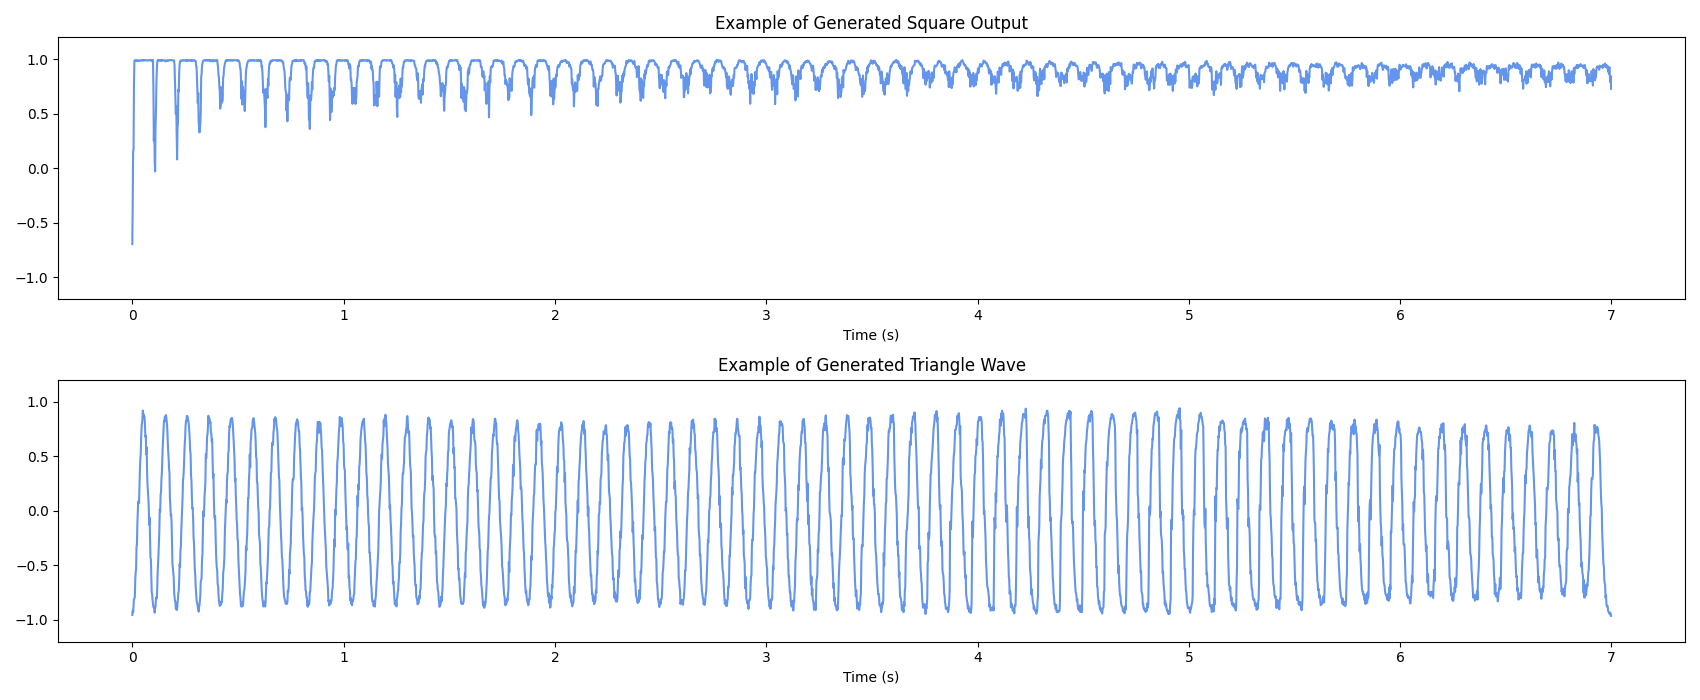 Example of Generated Square Output
1.0
0.5
0.0
−0.5
−1.0
0 1 2 3 4 5 6 7
Time (s)
Example of Generated Triangle Wave
1.0
0.5
0.0
−0.5
−1.0
0 1 2 3 4 5 6 7
Time (s)